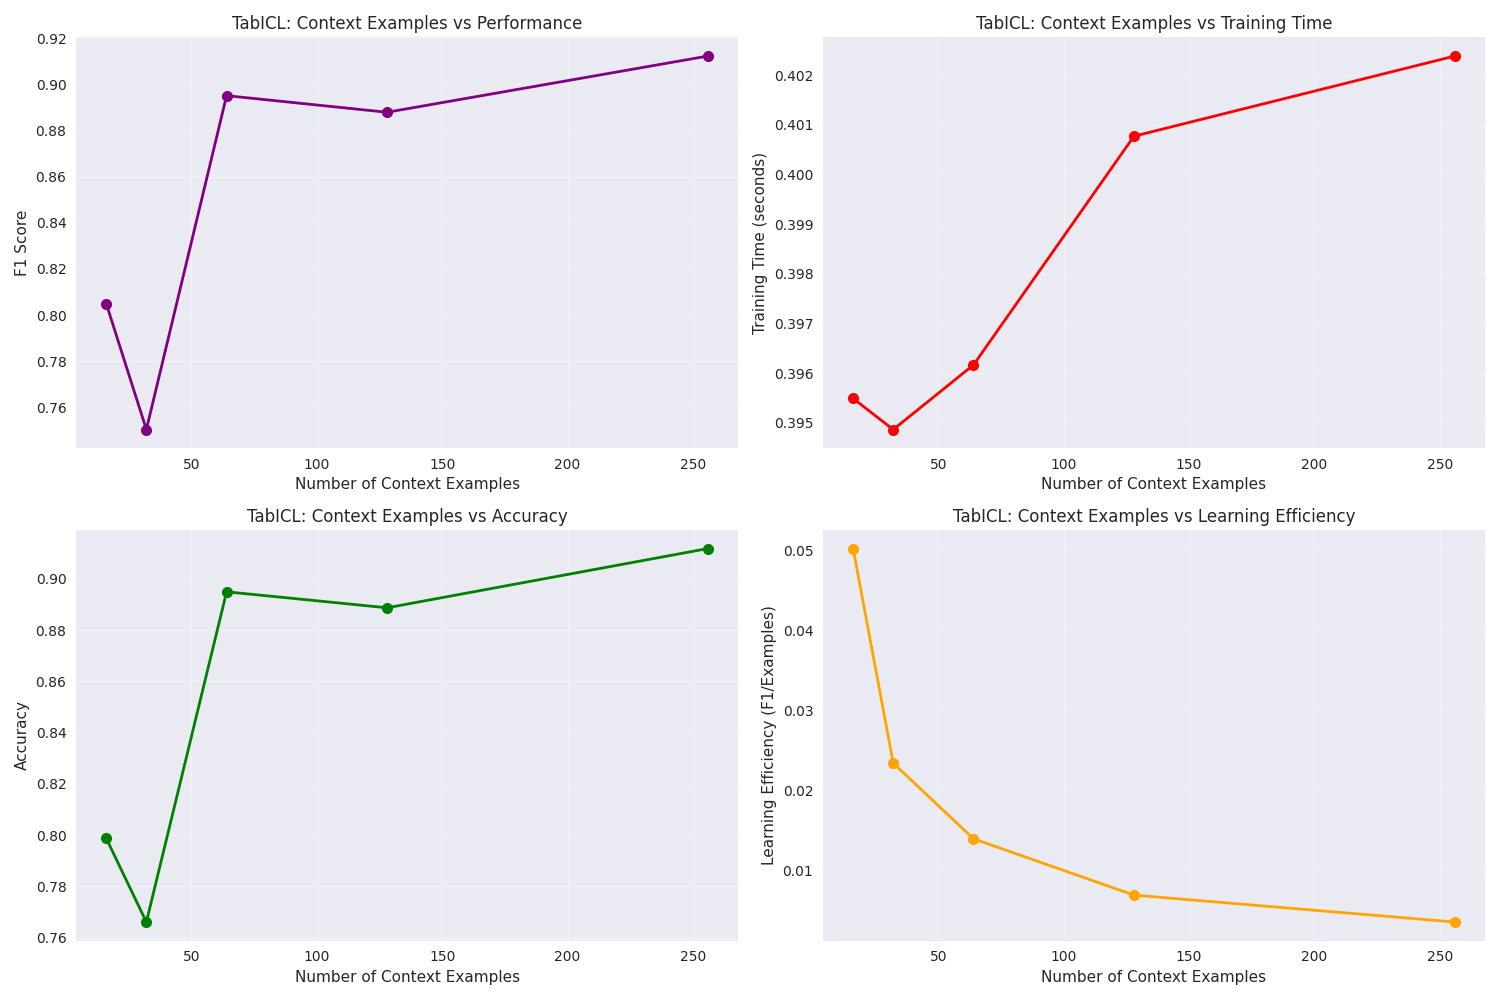 TabICL: Context Examples vs Performance
F1 Score
0.92
0.90
0.88
0.86
0.84
0.82
0.80
0.78
0.76
50 100 150 200 250
Number of Context Examples
TabICL: Context Examples vs Training Time
Training Time (seconds)
0.402
0.401
0.400
0.399
0.398
0.397
0.396
0.395
50 100 150 200 250
Number of Context Examples
TabICL: Context Examples vs Accuracy
Accuracy
0.90
0.88
0.86
0.84
0.82
0.80
0.78
0.76
50 100 150 200 250
Number of Context Examples
TabICL: Context Examples vs Learning Efficiency
Learning Efficiency (F1/Examples)
0.05
0.04
0.03
0.02
0.01
50 100 150 200 250
Number of Context Examples